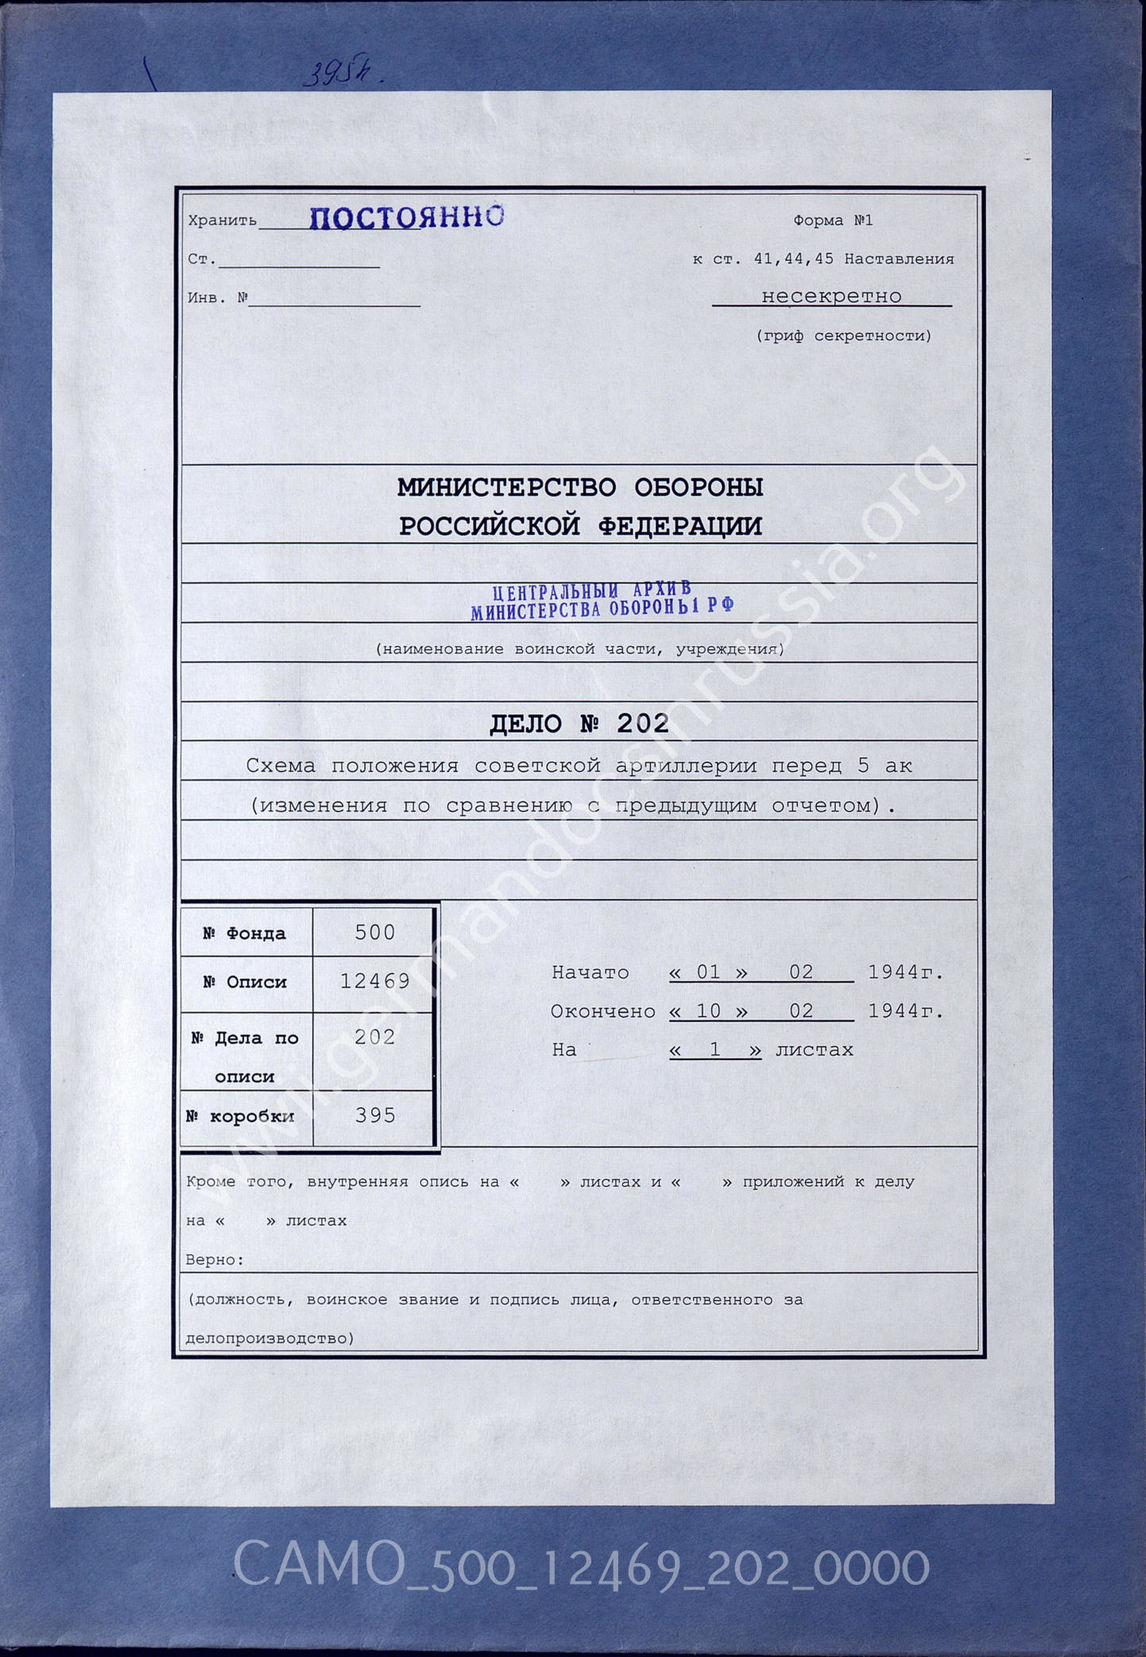 395к.
Хранить ПОСТОЯННО
Форма №1
Ст.
к ст. 41,44,45 Наставления
Инв. №
несекретно
(гриф секретности)
МИНИСТЕРСТВО ОБОРОНЫ
РОССИЙСКОЙ ФЕДЕРАЦИИ
ЦЕНТРАЛЬНЫЙ АРХИВ
МИНИСТЕРСТВА ОБОРОНЫ РФ
(наименование воинской части, учреждения)
ДЕЛО № 202
Схема положения советской артиллерии перед 5 ак
(изменения по сравнению с предыдущим отчетом).
№ Фонда 500
№ Описи 12469
№ Дела по описи 202
№ коробки 395
Начато « 01 » 02 1944г.
Окончено « 10 » 02 1944г.
На « 1 » листах
Кроме того, внутренняя опись на « » листах и « » приложений к делу
на « » листах
Верно:
(должность, воинское звание и подпись лица, ответственного за
делопроизводство)
www.germandocsinrussia.org
CAMO_500_12469_202_0000